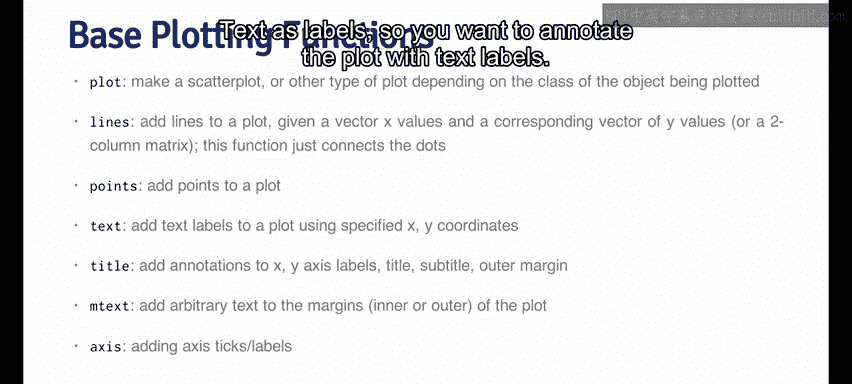 Base Plotting Functions
Text as labels, so you want to annotate
the plot with text labels.
• plot: make a scatterplot, or other type of plot depending on the class of the object being plotted
• lines: add lines to a plot, given a vector x values and a corresponding vector of y values (or a 2-
column matrix); this function just connects the dots
• points: add points to a plot
• text: add text labels to a plot using specified x, y coordinates
• title: add annotations to x, y axis labels, title, subtitle, outer margin
• mtext: add arbitrary text to the margins (inner or outer) of the plot
• axis: adding axis ticks/labels